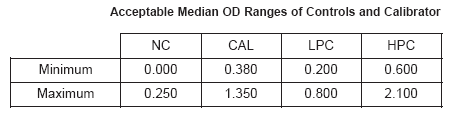 Acceptable Median OD Ranges of Controls and Calibrator
NC CAL LPC HPC
Minimum 0.000 0.380 0.200 0.600
Maximum 0.250 1.350 0.800 2.100